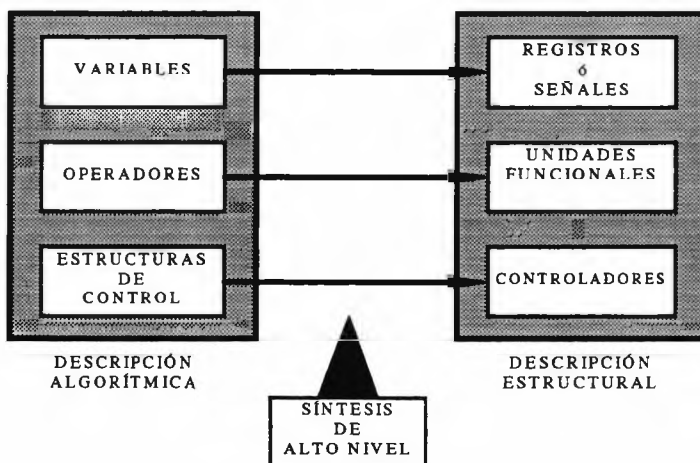 VARIABLES
REGISTROS
ó
SEÑALES
OPERADORES
UNIDADES
FUNCIONALES
ESTRUCTURAS
DE
CONTROL
CONTROLADORES
DESCRIPCIÓN
ALGORÍTMICA
DESCRIPCIÓN
ESTRUCTURAL
SÍNTESIS
DE
ALTO NIVEL